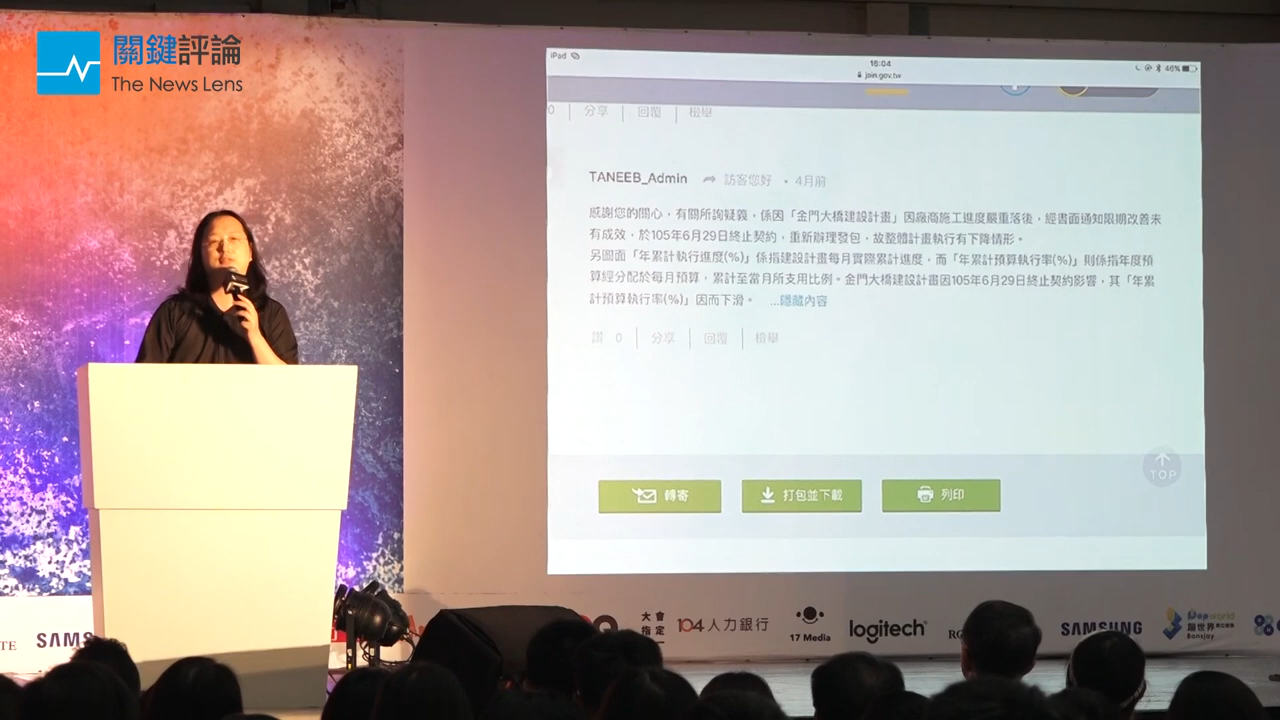 關鍵評論
The News Lens
iPad
16:04
join.gov.tw
46%
0 分享 回覆 檢舉
TANEEB_Admin 訪客您好 • 4月前
感謝您的關心，有關所詢疑義，係因「金門大橋建設計畫」因廠商施工進度嚴重落後，經書面通知限期改善未
有成效，於105年6月29日終止契約，重新辦理發包，故整體計畫執行有下降情形。
另圖面「年累計執行進度(%)」係指建設計畫每月實際累計進度，而「年累計預算執行率(%)」則係指年度預
算經分配於每月預算，累計至當月所支用比例。金門大橋建設計畫因105年6月29日終止契約影響，其「年累
計預算執行率(%)」因而下滑。 ...隱藏內容
讚 0 分享 回覆 檢舉
TOP
轉寄 打包並下載 列印
TE
SAMS
大會
指定
104人力銀行
17 Media
logitech
SAMSUNG